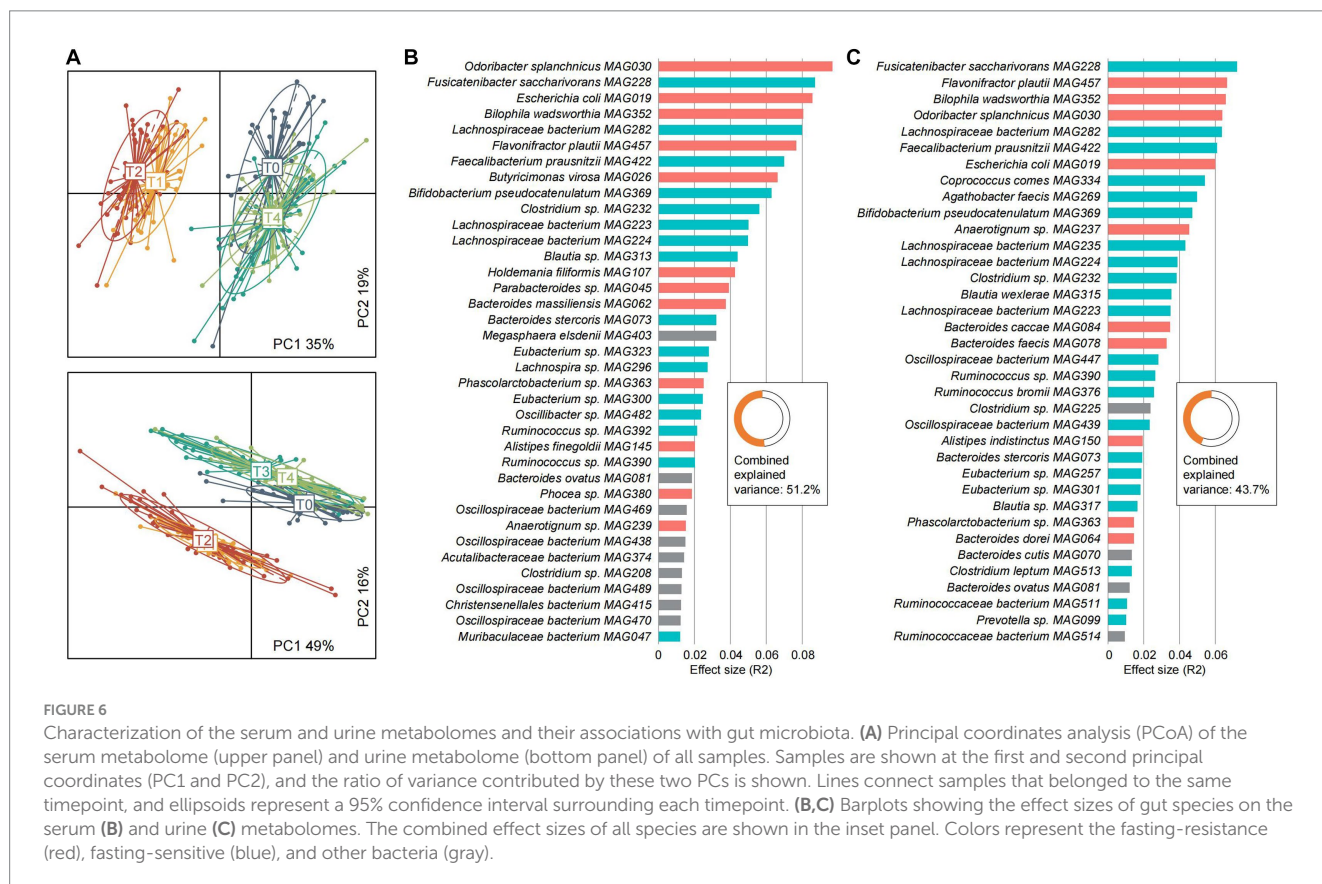 A
T2
T1
T0
T4
PC2 19%
PC1 35%
T3
T4
T0
T2
PC2 16%
PC1 49%
B
Odoribacter splanchnicus MAG030
Fusicatenibacter saccharivorans MAG228
Escherichia coli MAG019
Bilophila wadsworthia MAG352
Lachnospiraceae bacterium MAG282
Flavonifractor plautii MAG457
Faecalibacterium prausnitzii MAG422
Butyricimonas virosa MAG026
Bifidobacterium pseudocatenulatum MAG369
Clostridium sp. MAG232
Lachnospiraceae bacterium MAG223
Lachnospiraceae bacterium MAG224
Blautia sp. MAG313
Holdemania filiformis MAG107
Parabacteroides sp. MAG045
Bacteroides massiliensis MAG062
Bacteroides stercoris MAG073
Megasphaera elsdenii MAG403
Eubacterium sp. MAG323
Lachnospira sp. MAG296
Phascolarctobacterium sp. MAG363
Eubacterium sp. MAG300
Oscillibacter sp. MAG482
Ruminococcus sp. MAG392
Alistipes finegoldii MAG145
Ruminococcus sp. MAG390
Bacteroides ovatus MAG081
Phocea sp. MAG380
Oscillospiraceae bacterium MAG469
Anaerotignum sp. MAG239
Oscillospiraceae bacterium MAG438
Acutalibacteraceae bacterium MAG374
Clostridium sp. MAG208
Oscillospiraceae bacterium MAG489
Christensenellales bacterium MAG415
Oscillospiraceae bacterium MAG470
Muribaculaceae bacterium MAG047
0 0.02 0.04 0.06 0.08
Effect size (R2)
Combined
explained
variance: 51.2%
C
Fusicatenibacter saccharivorans MAG228
Flavonifractor plautii MAG457
Bilophila wadsworthia MAG352
Odoribacter splanchnicus MAG030
Lachnospiraceae bacterium MAG282
Faecalibacterium prausnitzii MAG422
Escherichia coli MAG019
Coprococcus comes MAG334
Agathobacter faecis MAG269
Bifidobacterium pseudocatenulatum MAG369
Anaerotignum sp. MAG237
Lachnospiraceae bacterium MAG235
Lachnospiraceae bacterium MAG224
Clostridium sp. MAG232
Blautia wexlerae MAG315
Lachnospiraceae bacterium MAG223
Bacteroides caccae MAG084
Bacteroides faecis MAG078
Oscillospiraceae bacterium MAG447
Ruminococcus sp. MAG390
Ruminococcus bromii MAG376
Clostridium sp. MAG225
Oscillospiraceae bacterium MAG439
Alistipes indistinctus MAG150
Bacteroides stercoris MAG073
Eubacterium sp. MAG257
Eubacterium sp. MAG301
Blautia sp. MAG317
Phascolarctobacterium sp. MAG363
Bacteroides dorei MAG064
Bacteroides cutis MAG070
Clostridium leptum MAG513
Bacteroides ovatus MAG081
Ruminococcaceae bacterium MAG511
Prevotella sp. MAG099
Ruminococcaceae bacterium MAG514
0 0.02 0.04 0.06
Effect size (R2)
Combined
explained
variance: 43.7%
FIGURE 6
Characterization of the serum and urine metabolomes and their associations with gut microbiota. (A) Principal coordinates analysis (PCoA) of the
serum metabolome (upper panel) and urine metabolome (bottom panel) of all samples. Samples are shown at the first and second principal
coordinates (PC1 and PC2), and the ratio of variance contributed by these two PCs is shown. Lines connect samples that belonged to the same
timepoint, and ellipsoids represent a 95% confidence interval surrounding each timepoint. (B,C) Barplots showing the effect sizes of gut species on the
serum (B) and urine (C) metabolomes. The combined effect sizes of all species are shown in the inset panel. Colors represent the fasting-resistance
(red), fasting-sensitive (blue), and other bacteria (gray).